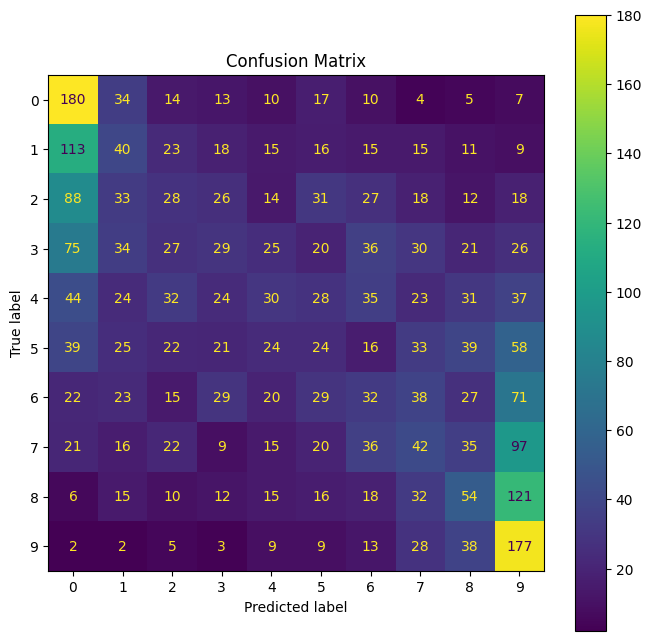 Confusion Matrix
0 180 34 14 13 10 17 10 4 5 7
1 113 40 23 18 15 16 15 15 11 9
2 88 33 28 26 14 31 27 18 12 18
3 75 34 27 29 25 20 36 30 21 26
4 44 24 32 24 30 28 35 23 31 37
5 39 25 22 21 24 24 16 33 39 58
6 22 23 15 29 20 29 32 38 27 71
7 21 16 22 9 15 20 36 42 35 97
8 6 15 10 12 15 16 18 32 54 121
9 2 2 5 3 9 9 13 28 38 177
0 1 2 3 4 5 6 7 8 9
Predicted label
True label
180
160
140
120
100
80
60
40
20